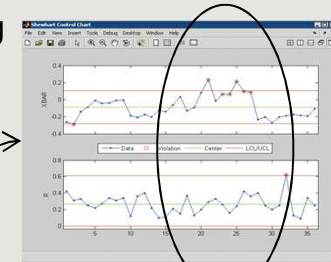 g
Shewhart Control Chart
File Edit View Insert Tools Debug Desktop Window Help
0.4
0.2
0
-0.2
-0.4
XBAR
Data Violation Center LCL/UCL
0.8
0.6
0.4
0.2
0
R
5 10 15 20 25 30 35